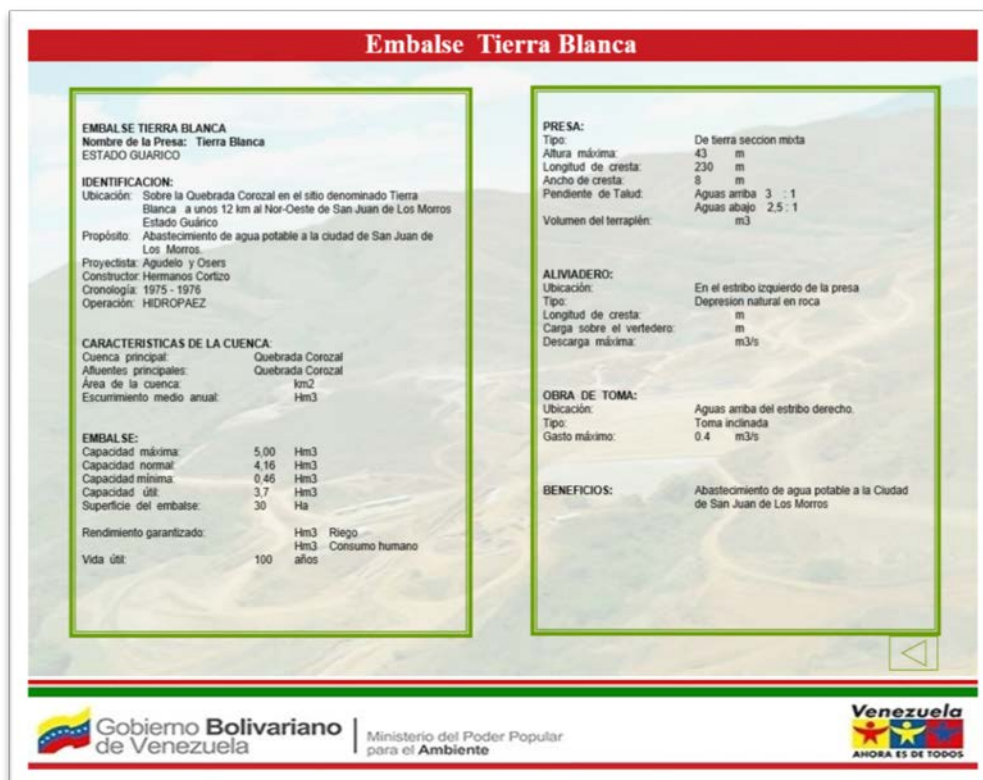 Embalse Tierra Blanca
EMBALSE TIERRA BLANCA
Nombre de la Presa: Tierra Blanca
ESTADO GUARICO
IDENTIFICACION:
Ubicación: Sobre la Quebrada Corozal en el sitio denominado Tierra
Blanca a unos 12 km al Nor-Oeste de San Juan de Los Morros
Estado Guárico
Propósito: Abastecimiento de agua potable a la ciudad de San Juan de
Los Morros.
Proyectista: Agudelo y Osers
Constructor: Hermanos Cortizo
Cronología: 1975 - 1976
Operación: HIDROPAEZ
CARACTERISTICAS DE LA CUENCA:
Cuenca principal: Quebrada Corozal
Afluentes principales: Quebrada Corozal
Área de la cuenca: km2
Escurrimiento medio anual: Hm3
EMBALSE:
Capacidad máxima: 5,00 Hm3
Capacidad normal: 4,16 Hm3
Capacidad mínima: 0,46 Hm3
Capacidad útil: 3,7 Hm3
Superficie del embalse: 30 Ha
Rendimiento garantizado: Hm3 Riego
Hm3 Consumo humano
Vida útil: 100 años
PRESA:
Tipo: De tierra seccion mixta
Altura máxima: 43 m
Longitud de cresta: 230 m
Ancho de cresta: 8 m
Pendiente de Talud: Aguas arriba 3 : 1
Aguas abajo 2,5 : 1
Volumen del terraplén: m3
ALIVIADERO:
Ubicación: En el estribo izquierdo de la presa
Tipo: Depresion natural en roca
Longitud de cresta: m
Carga sobre el vertedero: m
Descarga máxima: m3/s
OBRA DE TOMA:
Ubicación: Aguas arriba del estribo derecho.
Tipo: Toma inclinada
Gasto máximo: 0.4 m3/s
BENEFICIOS: Abastecimiento de agua potable a la Ciudad
de San Juan de Los Morros
Gobierno Bolivariano
de Venezuela
Ministerio del Poder Popular
para el Ambiente
Venezuela
AHORA ES DE TODOS